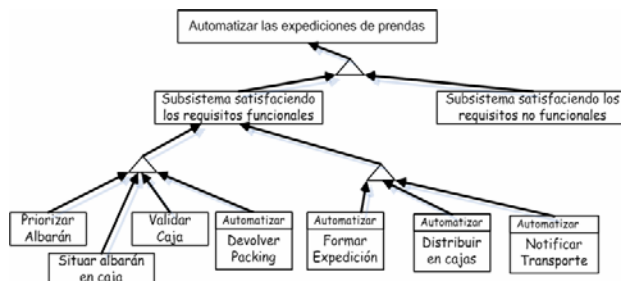 Automatizar las expediciones de prendas
Subsistema satisfaciendo
los requisitos funcionales
Subsistema satisfaciendo los
requisitos no funcionales
Priorizar
Albarán
Situar albarán
en caja
Validar
Caja
Automatizar
Devolver
Packing
Automatizar
Formar
Expedición
Automatizar
Distribuir
en cajas
Automatizar
Notificar
Transporte